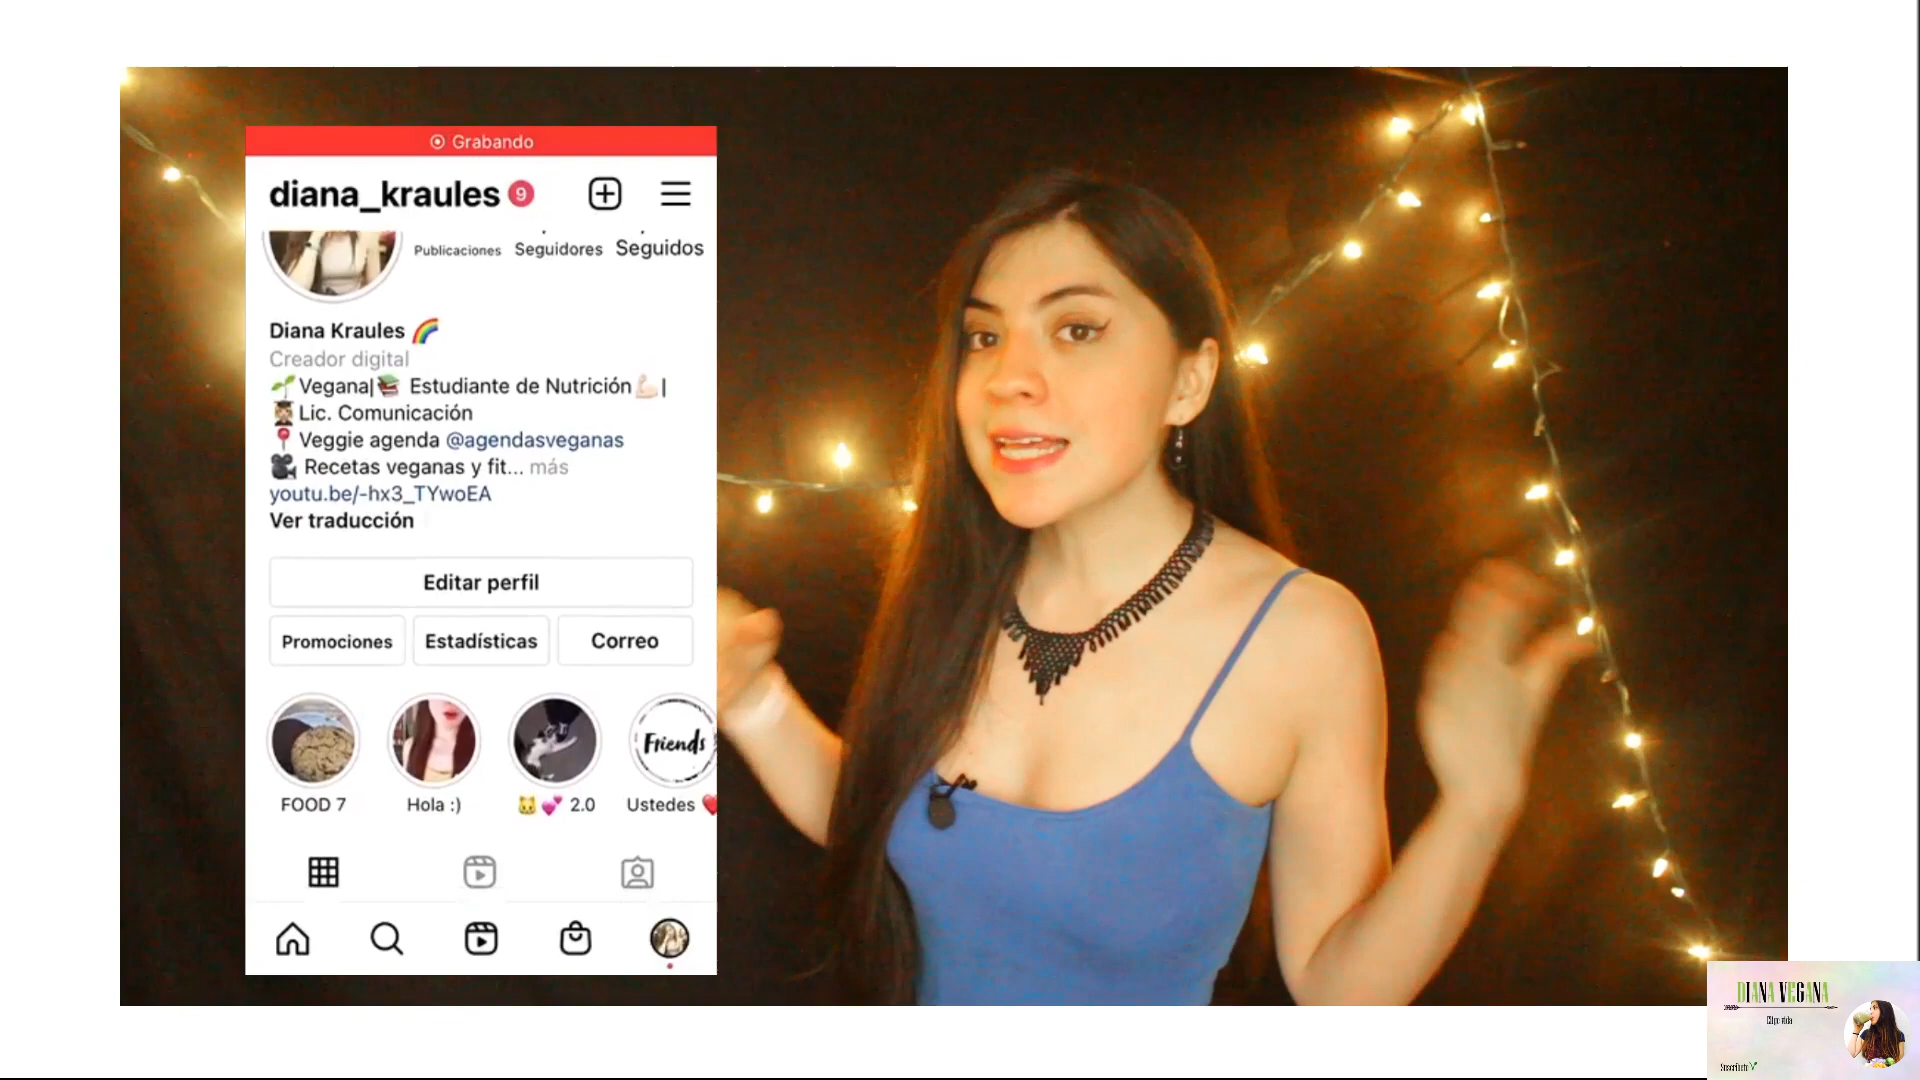 Grabando
diana_kraules 9
Publicaciones Seguidores Seguidos
Diana Kraules 🌈
Creador digital
🌱Vegana|📚 Estudiante de Nutrición💪🏻|
👩🏻‍🎓Lic. Comunicación
📍Veggie agenda @agendasveganas
🎥 Recetas veganas y fit... más
youtu.be/-hx3_TYwoEA
Ver traducción
Editar perfil
Promociones Estadísticas Correo
Friends
FOOD 7 Hola :) 🐱💕 2.0 Ustedes ❤️
DIANA VEGANA
Suscríbete